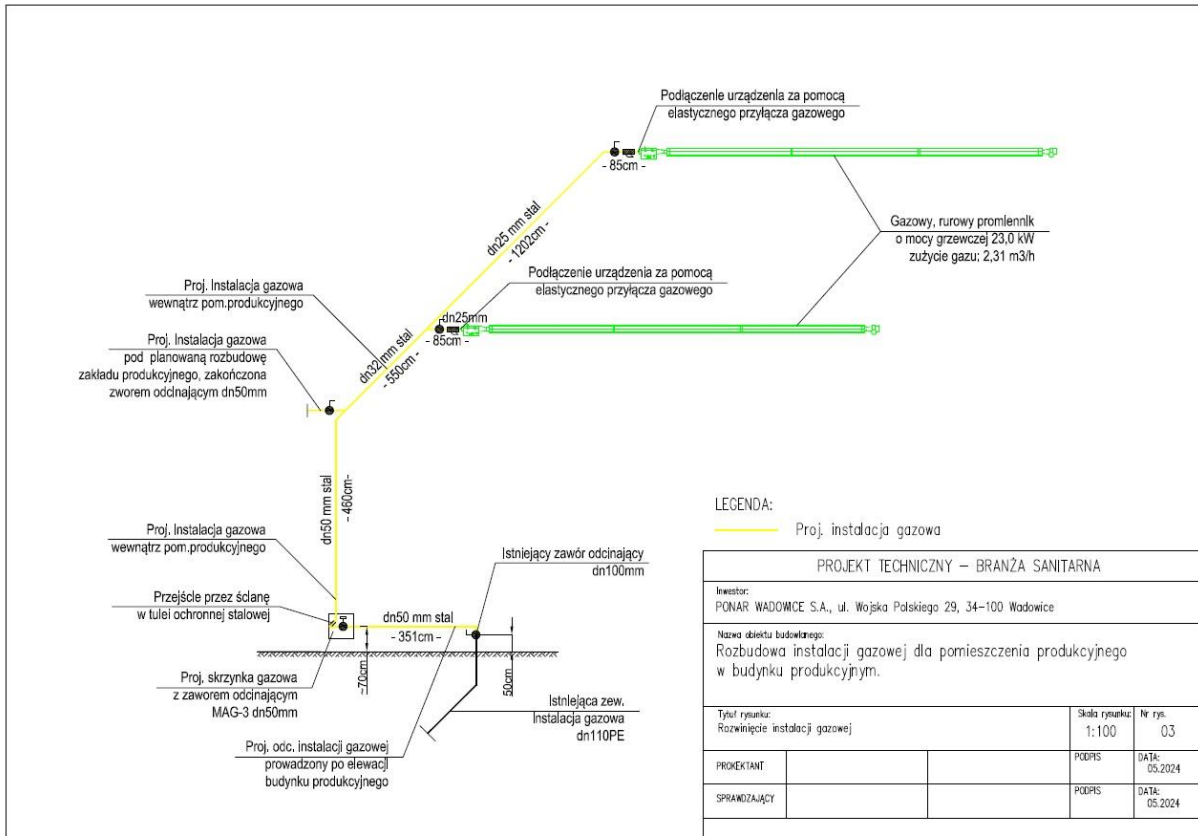 Podłączenie urządzenia za pomocą
elastycznego przyłącza gazowego
- 85cm -
dn25 mm stal
- 1202cm -
Gazowy, rurowy promiennik
o mocy grzewczej 23,0 kW
zużycie gazu; 2,31 m3/h
Podłączenie urządzenia za pomocą
elastycznego przyłącza gazowego
Proj. Instalacja gazowa
wewnątrz pom.produkcyjnego
dn25mm
- 85cm -
Proj. Instalacja gazowa
pod planowaną rozbudowę
zakładu produkcyjnego, zakończona
zworem odcinającym dn50mm
dn32 mm stal
- 550cm -
dn50 mm stal
- 460cm-
LEGENDA:
Proj. instalacja gazowa
Proj. Instalacja gazowa
wewnątrz pom.produkcyjnego
Istniejący zawór odcinający
dn100mm
Przejście przez ścianę
w tulei ochronnej stalowej
dn50 mm stal
- 351cm -
~70cm
50cm
Proj, skrzynka gazowa
z zaworem odcinającym
MAG-3 dn50mm
Istniejąca zew.
Instalacja gazowa
dn110PE
Proj. odc. instalacji gazowej
prowadzony po elewacji
budynku produkcyjnego
PROJEKT TECHNICZNY – BRANŻA SANITARNA
Inwestor:
PONAR WADOWICE S.A., ul. Wojska Polskiego 29, 34-100 Wadowice
Nazwa obiektu budowlanego:
Rozbudowa instalacji gazowej dla pomieszczenia produkcyjnego
w budynku produkcyjnym.
Tytuł rysunku:
Rozwinięcie instalacji gazowej
Skala rysunku:
1:100
Nr rys.
03
PROKEKTANT
PODPIS
DATA:
05.2024
SPRAWDZAJĄCY
PODPIS
DATA:
05.2024